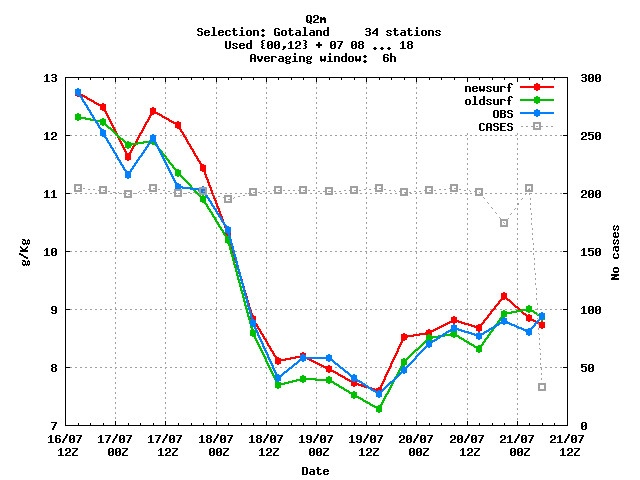 Q2m
Selection: Gotaland     34 stations
Used {00,12} + 07 08 ... 18
Averaging window:  6h
newsurf
oldsurf
OBS
CASES
13
12
11
10
9
8
7
g/Kg
300
250
200
150
100
50
0
No cases
16/07 17/07 17/07 18/07 18/07 19/07 19/07 20/07 20/07 21/07 21/07
12Z 00Z 12Z 00Z 12Z 00Z 12Z 00Z 12Z 00Z 12Z
Date